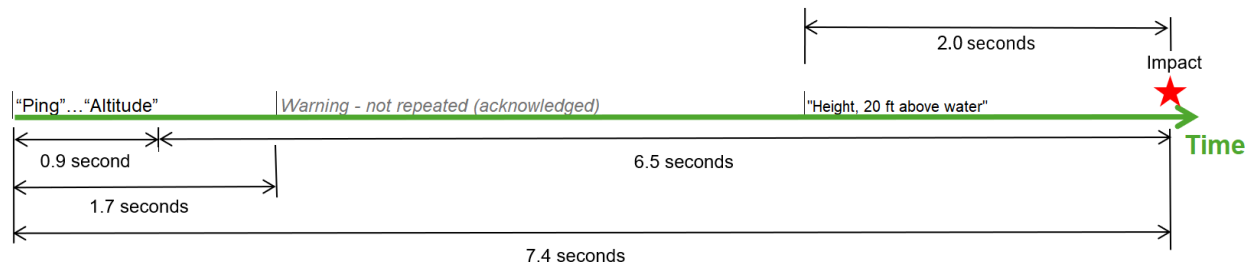 2.0 seconds
Impact
“Ping”…“Altitude”
Warning - not repeated (acknowledged)
"Height, 20 ft above water"
Time
0.9 second
6.5 seconds
1.7 seconds
7.4 seconds